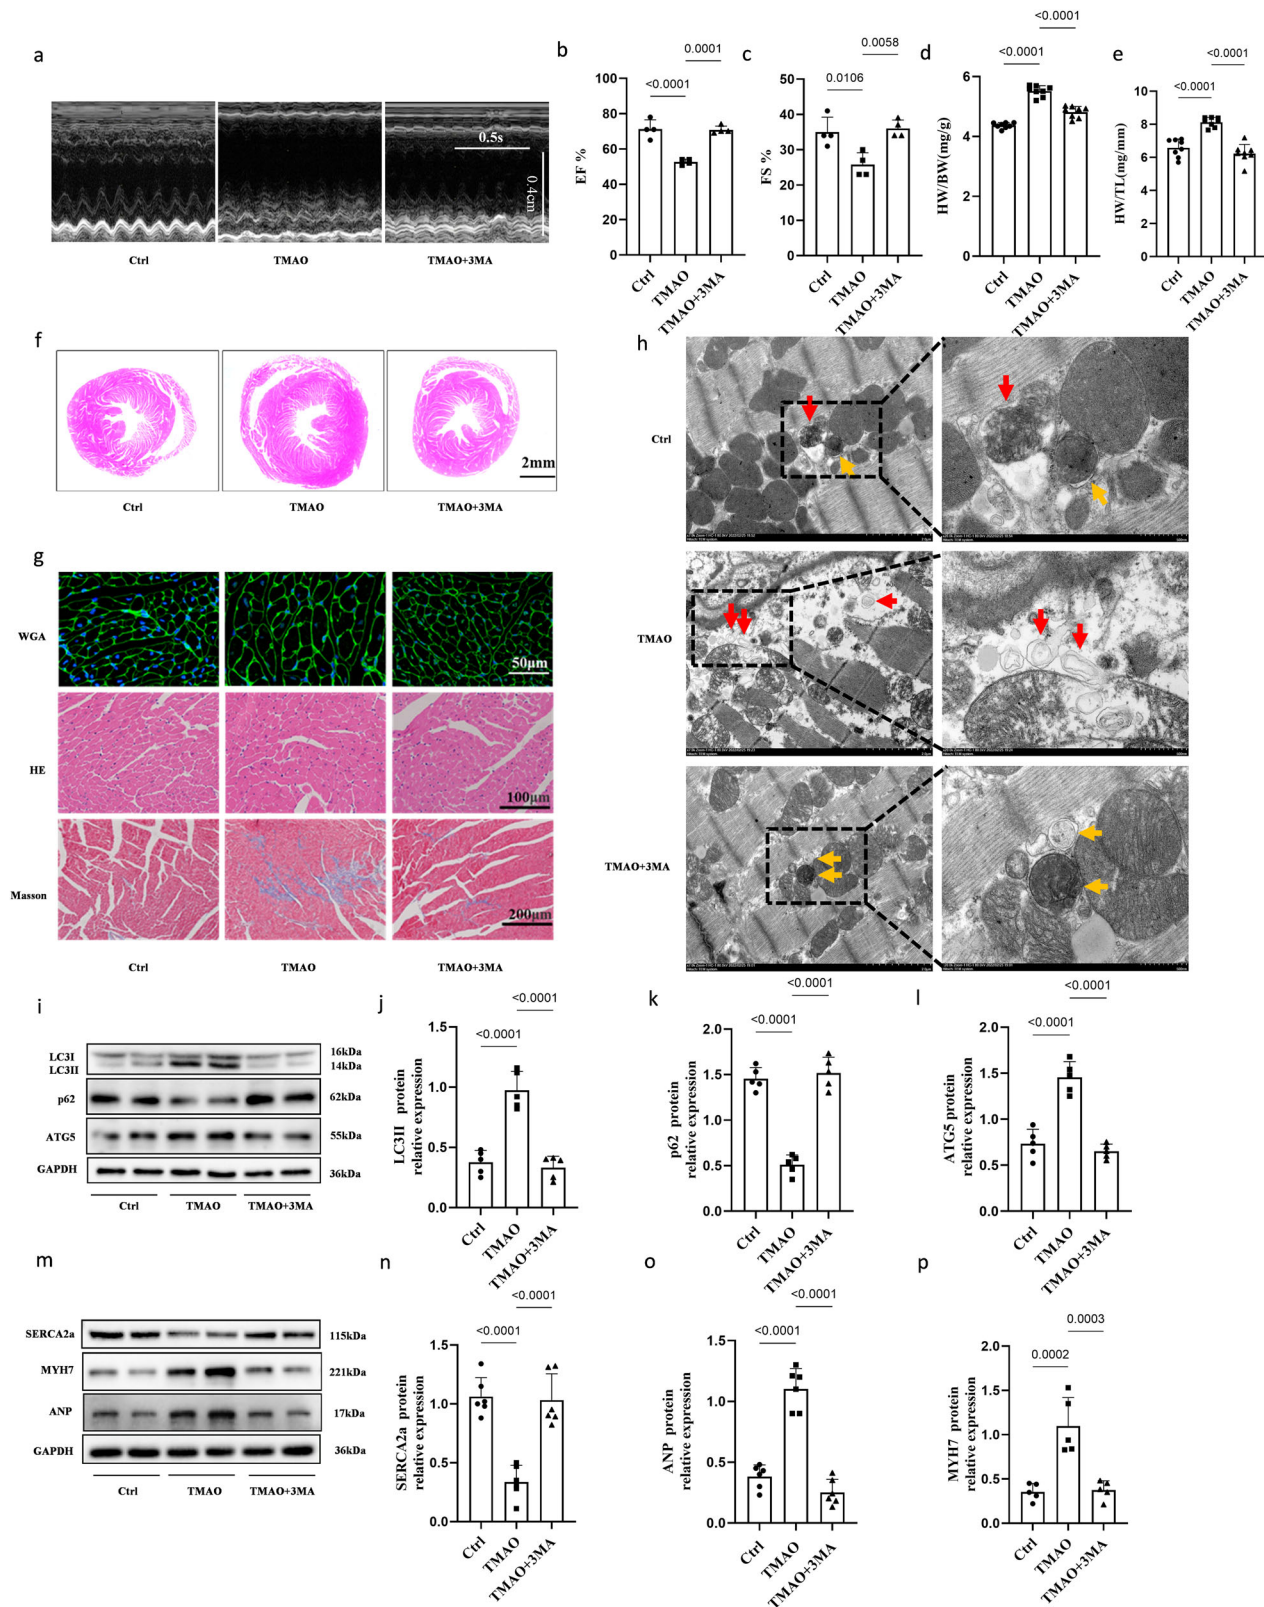 a
0.5s
0.4cm
Ctrl
TMAO
TMAO+3MA
b
0.0001
<0.0001
100
80
60
40
20
0
EF %
Ctrl
TMAO
TMAO+3MA
c
0.0058
0.0106
50
40
30
20
10
0
FS %
Ctrl
TMAO
TMAO+3MA
d
<0.0001
<0.0001
6
4
2
0
HW/BW(mg/g)
Ctrl
TMAO
TMAO+3MA
e
<0.0001
<0.0001
10
8
6
4
2
0
HW/TL(mg/mm)
Ctrl
TMAO
TMAO+3MA
f
2mm
Ctrl
TMAO
TMAO+3MA
g
WGA
50μm
HE
100μm
Masson
200μm
Ctrl
TMAO
TMAO+3MA
h
Ctrl
TMAO
TMAO+3MA
i
LC3I
16kDa
LC3II
14kDa
p62
62kDa
ATG5
55kDa
GAPDH
36kDa
Ctrl
TMAO
TMAO+3MA
j
<0.0001
<0.0001
1.5
1.0
0.5
0.0
LC3II protein
relative expression
Ctrl
TMAO
TMAO+3MA
k
<0.0001
<0.0001
2.0
1.5
1.0
0.5
0.0
p62 protein
relative expression
Ctrl
TMAO
TMAO+3MA
l
<0.0001
<0.0001
2.0
1.5
1.0
0.5
0.0
ATG5 protein
relative expression
Ctrl
TMAO
TMAO+3MA
m
SERCA2a
115kDa
MYH7
221kDa
ANP
17kDa
GAPDH
36kDa
Ctrl
TMAO
TMAO+3MA
n
<0.0001
<0.0001
1.5
1.0
0.5
0.0
SERCA2a protein
relative expression
Ctrl
TMAO
TMAO+3MA
o
<0.0001
<0.0001
1.5
1.0
0.5
0.0
ANP protein
relative expression
Ctrl
TMAO
TMAO+3MA
p
0.0003
0.0002
2.0
1.5
1.0
0.5
0.0
MYH7 protein
relative expression
Ctrl
TMAO
TMAO+3MA